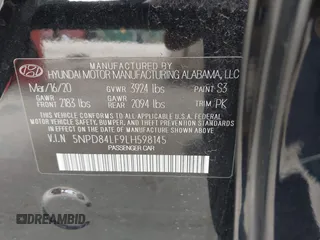 MANUFACTURED BY
HYUNDAI MOTOR MANUFACTURING ALABAMA, LLC
Mar/16/20 GVWR 3924 lbs PAINT S3
GAWR GAWR
FRONT 2183 lbs REAR 2094 lbs TRIM PK
THIS VEHICLE CONFORMS TO ALL APPLICABLE U.S.A. FEDERAL MOTOR
VEHICLE SAFETY, BUMPER, AND THEFT PREVENTION STANDARDS IN
EFFECT ON THE DATE OF MANUFACTURE SHOWN ABOVE.
V.I.N 5NPD84LF9LH598145
PASSENGER CAR
DREAMBID.COM